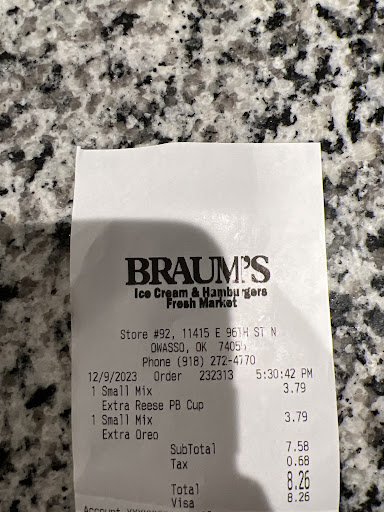 BRAUM'S
Ice Cream & Hamburgers
Fresh Market
Store #92, 11415 E 96TH ST N
OWASSO, OK 74055
Phone (918) 272-4770
12/9/2023 Order 232313 5:30:42 PM
1 Small Mix 3.79
Extra Reese PB Cup
1 Small Mix 3.79
Extra Oreo
SubTotal 7.58
Tax 0.68
Total 8.26
Visa 8.26
Account